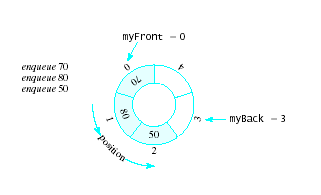 myFront - 0
enqueue 70
enqueue 80
enqueue 50
0
4
70
1
80
3
myBack - 3
50
2
position